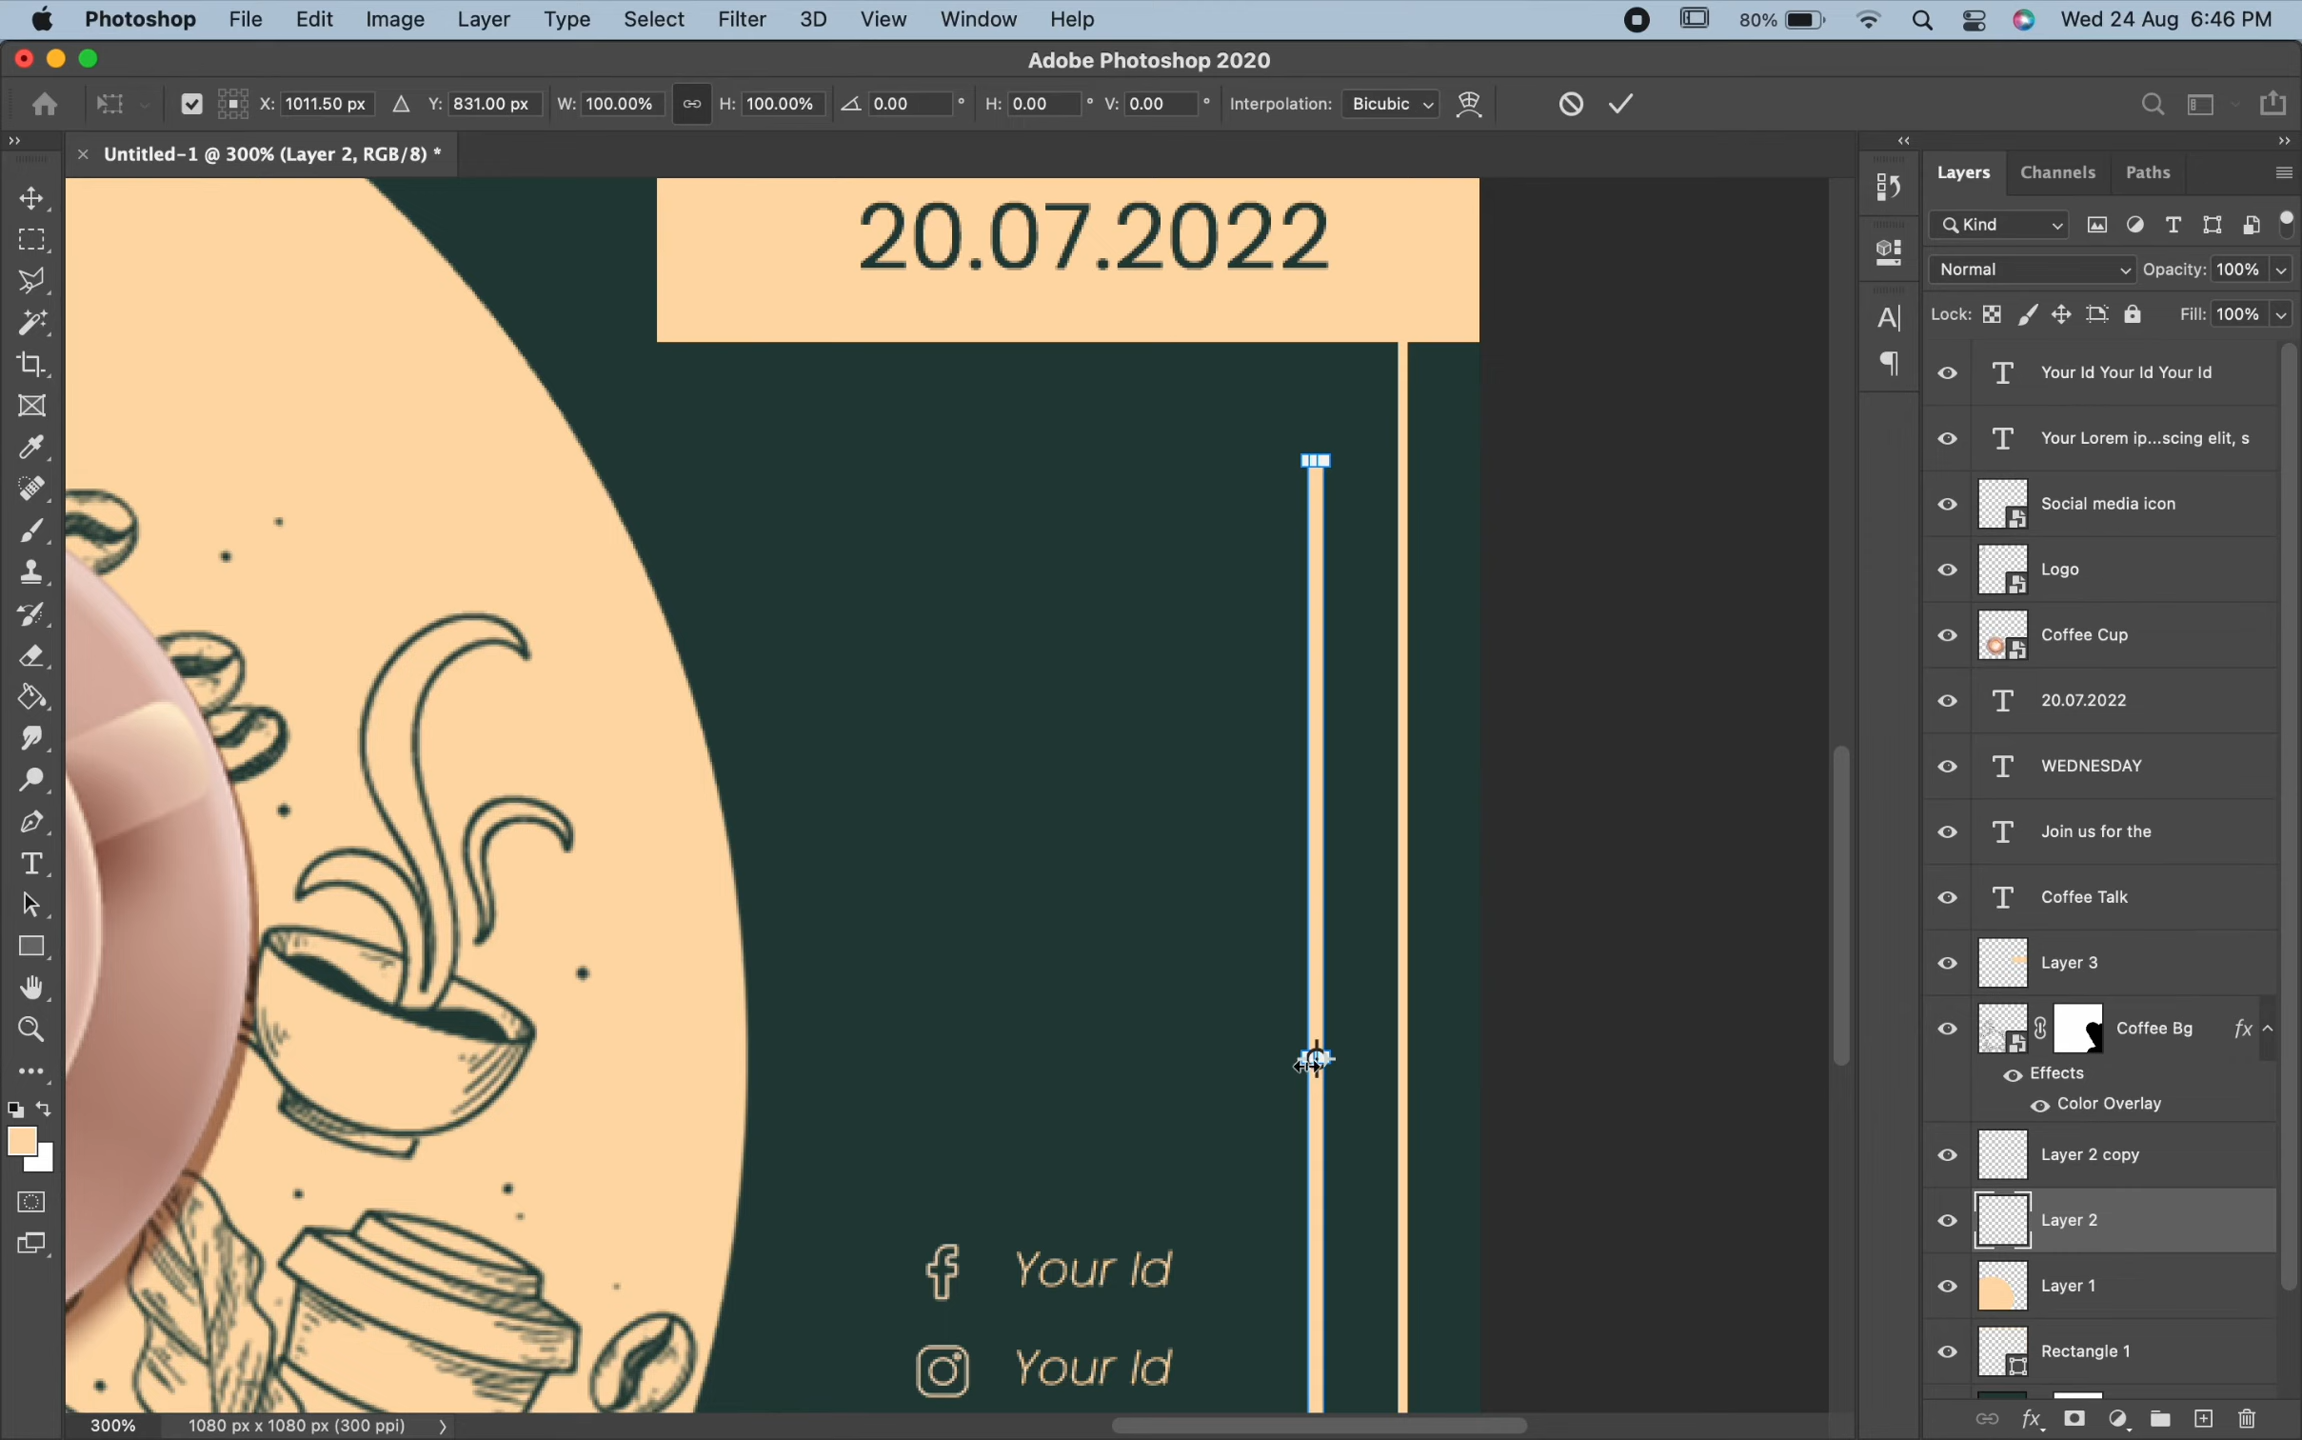 Photoshop File Edit Image Layer Type Select Filter 3D View Window Help 80% Wed 24 Aug 6:46 PM
Adobe Photoshop 2020
X: 1011.50 px Y: 831.00 px W: 100.00% H: 100.00% 0.00 ° H: 0.00 ° V: 0.00 ° Interpolation: Bicubic
× Untitled-1 @ 300% (Layer 2, RGB/8) *
20.07.2022
Your Id
Your Id
300% 1080 px x 1080 px (300 ppi)
Layers Channels Paths
Kind
Normal Opacity: 100%
Lock: Fill: 100%
Your Id Your Id Your Id
Your Lorem ip...scing elit, s
Social media icon
Logo
Coffee Cup
20.07.2022
WEDNESDAY
Join us for the
Coffee Talk
Layer 3
Coffee Bg fx
Effects
Color Overlay
Layer 2 copy
Layer 2
Layer 1
Rectangle 1
fx